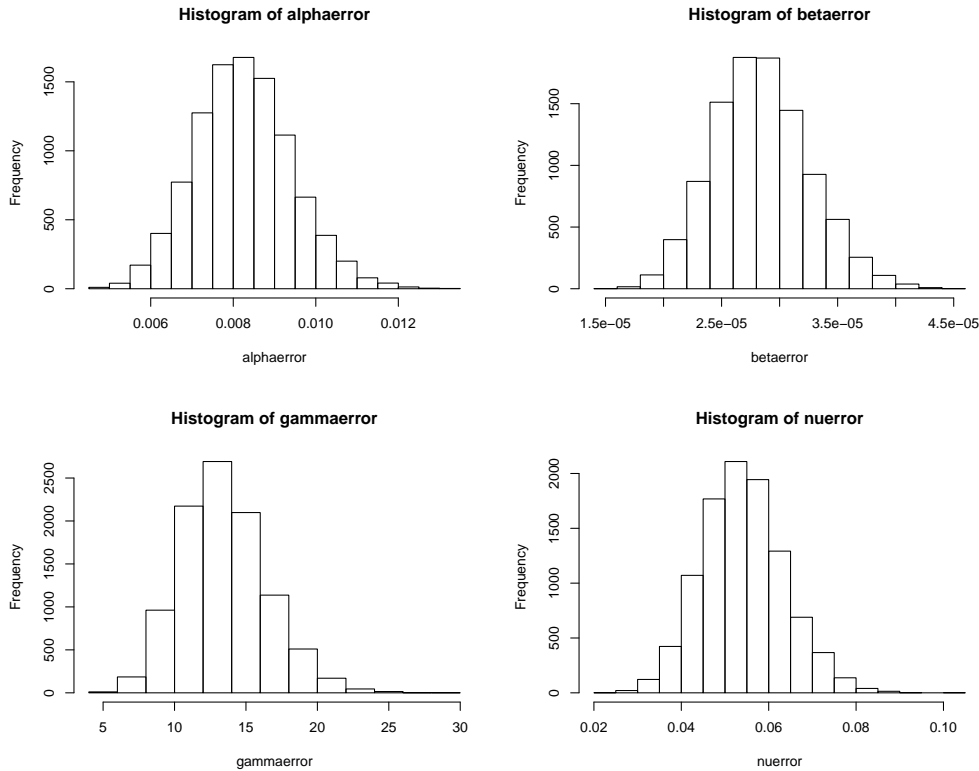 Histogram of alphaerror
Frequency
0 500 1000 1500
0.006 0.008 0.010 0.012
alphaerror
Histogram of betaerror
Frequency
0 500 1500
1.5e−05 2.5e−05 3.5e−05 4.5e−05
betaerror
Histogram of gammaerror
Frequency
0 500 1000 1500 2000 2500
5 10 15 20 25 30
gammaerror
Histogram of nuerror
Frequency
0 500 1000 1500 2000
0.02 0.04 0.06 0.08 0.10
nuerror